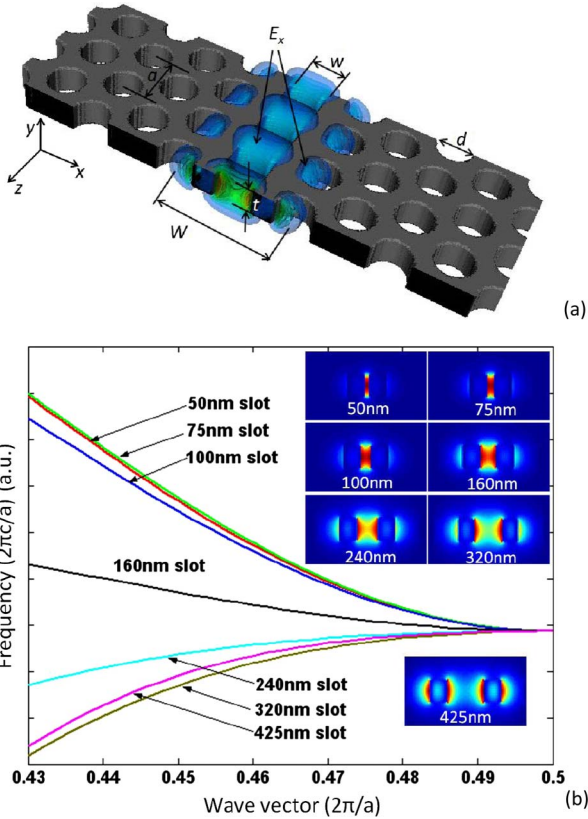 E_x
w
a
d
y
x
z
t
W
(a)
50nm slot
75nm slot
100nm slot
160nm slot
240nm slot
320nm slot
425nm slot
50nm
75nm
100nm
160nm
240nm
320nm
425nm
Frequency (2πc/a) (a.u.)
0.43 0.44 0.45 0.46 0.47 0.48 0.49 0.5
Wave vector (2π/a)
(b)